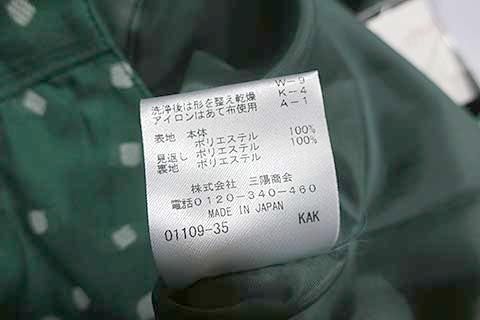 W-9
洗浄後は形を整え乾燥 K-4
アイロンはあて布使用 A-1
表地 本体
ポリエステル 100%
見返し ポリエステル 100%
裏地 ポリエステル
株式会社 三陽商会
電話0120-340-460
MADE IN JAPAN
01109-35 KAK